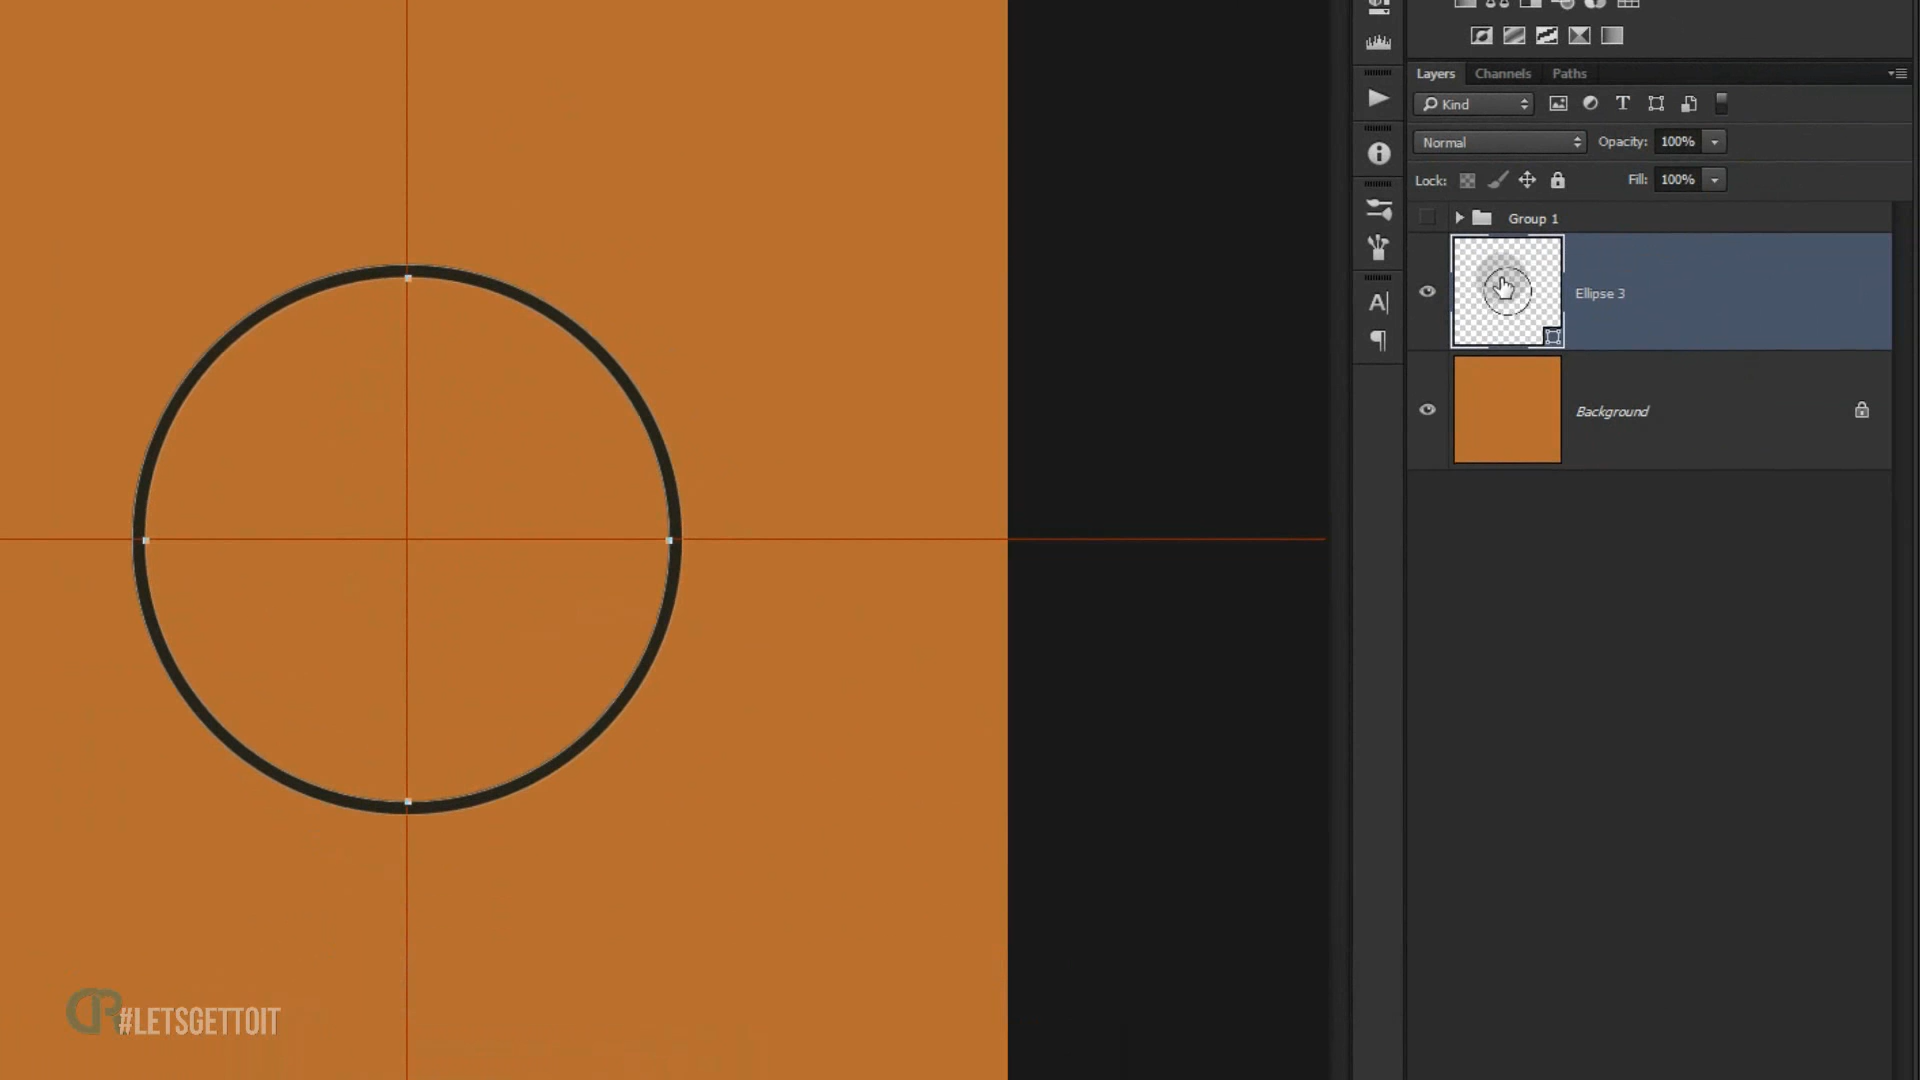 Layers Channels Paths
Kind
Normal Opacity: 100%
Lock: Fill: 100%
Group 1
Ellipse 3
Background
#LETSGETTOIT